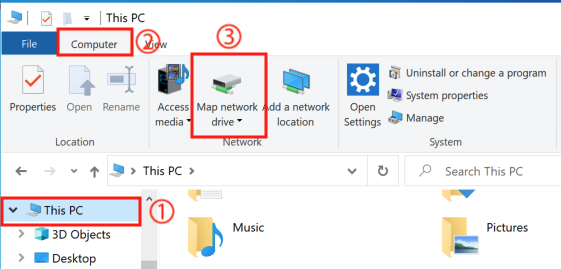 This PC
File
Computer
②
View
③
Properties
Open
Rename
Access
media
Map network
drive
Add a network
location
Open
Settings
Uninstall or change a program
System properties
Manage
Location
Network
System
This PC
Search This PC
This PC
①
3D Objects
Desktop
Music
Pictures